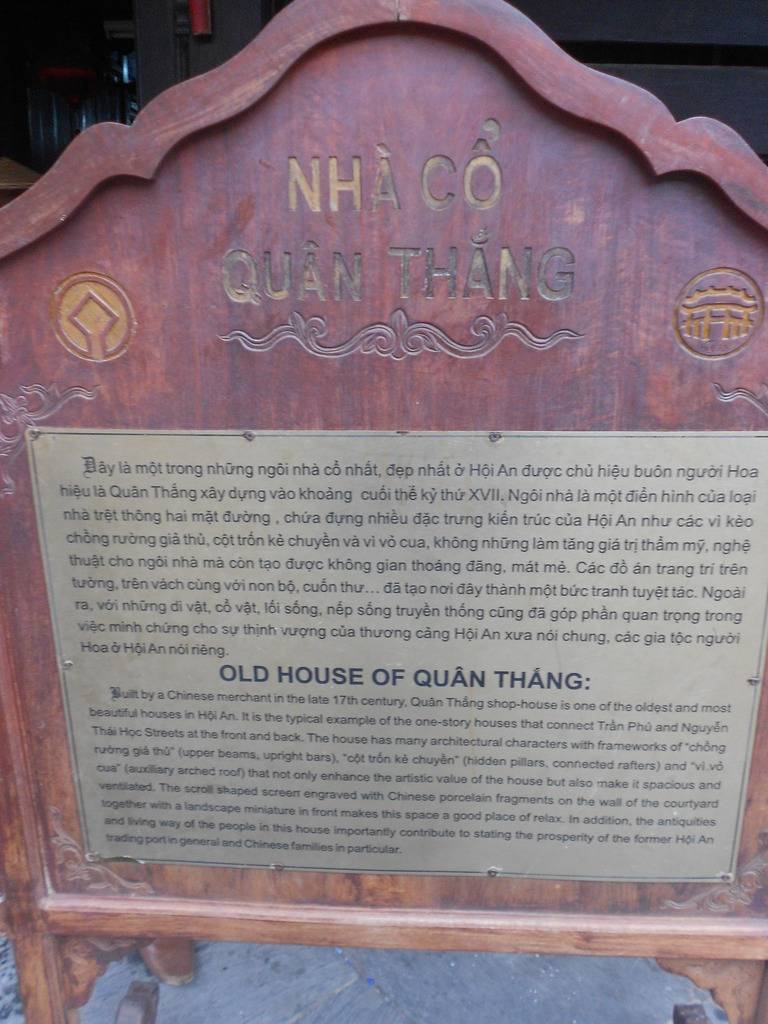 NHÀ CỔ
QUÂN THẮNG
Đây là một trong những ngôi nhà cổ nhất, đẹp nhất ở Hội An được chủ hiệu buôn người Hoa
hiệu là Quân Thắng xây dựng vào khoảng cuối thế kỷ thứ XVII. Ngôi nhà là một điển hình của loại
nhà trệt thông hai mặt đường , chứa đựng nhiều đặc trưng kiến trúc của Hội An như các vì kèo
chồng rường giả thủ, cột trốn kẻ chuyền và vì vỏ cua, không những làm tăng giá trị thẩm mỹ, nghệ
thuật cho ngôi nhà mà còn tạo được không gian thoáng đãng, mát mẻ. Các đồ án trang trí trên
tường, trên vách cùng với non bộ, cuốn thư... đã tạo nơi đây thành một bức tranh tuyệt tác. Ngoài
ra, với những di vật, cổ vật, lối sống, nếp sống truyền thống cũng đã góp phần quan trọng trong
việc minh chứng cho sự thịnh vượng của thương cảng Hội An xưa nói chung, các gia tộc người
Hoa ở Hội An nói riêng.
OLD HOUSE OF QUÂN THẮNG:
Built by a Chinese merchant in the late 17th century, Quân Thắng shop-house is one of the oldest and most
beautiful houses in Hội An. It is the typical example of the one-story houses that connect Trần Phú and Nguyễn
Thái Học Streets at the front and back. The house has many architectural characters with frameworks of "chồng
rường giả thủ" (upper beams, upright bars), "cột trốn kẻ chuyền" (hidden pillars, connected rafters) and "vì vỏ
cua" (auxiliary arched roof) that not only enhance the artistic value of the house but also make it spacious and
ventilated. The scroll shaped screen engraved with Chinese porcelain fragments on the wall of the courtyard
together with a landscape miniature in front makes this space a good place of relax. In addition, the antiquities
and living way of the people in this house importantly contribute to stating the prosperity of the former Hội An
trading port in general and Chinese families in particular.